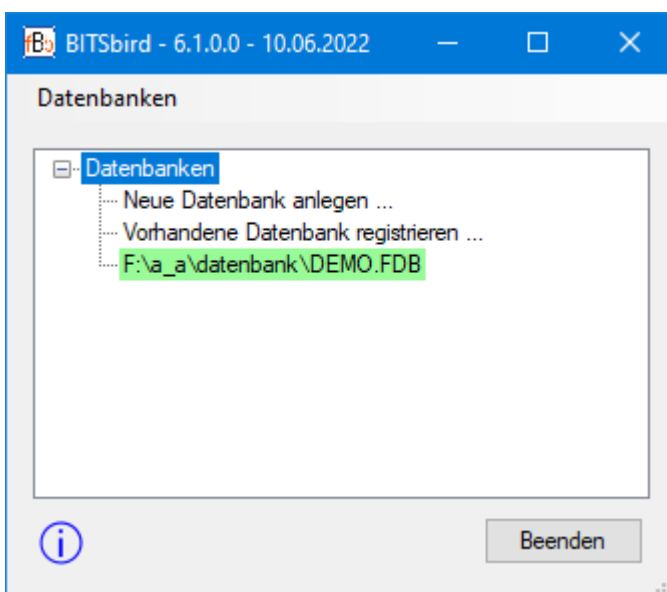 BITSbird - 6.1.0.0 - 10.06.2022
Datenbanken
Datenbanken
Neue Datenbank anlegen ...
Vorhandene Datenbank registrieren ...
F:\a_a\datenbank\DEMO.FDB
Beenden